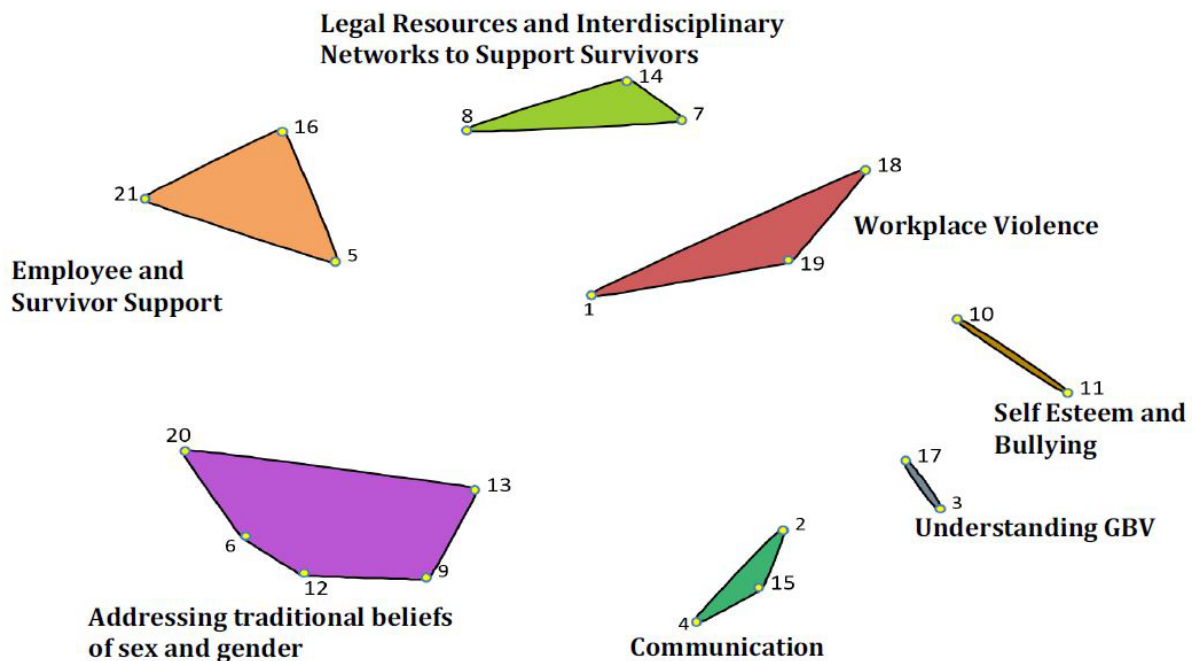 Legal Resources and Interdisciplinary
Networks to Support Survivors
14
8
7
16
21
5
Employee and
Survivor Support
18
Workplace Violence
19
1
10
11
Self Esteem and
Bullying
17
3
Understanding GBV
20
13
6
12
9
Addressing traditional beliefs
of sex and gender
2
15
4
Communication